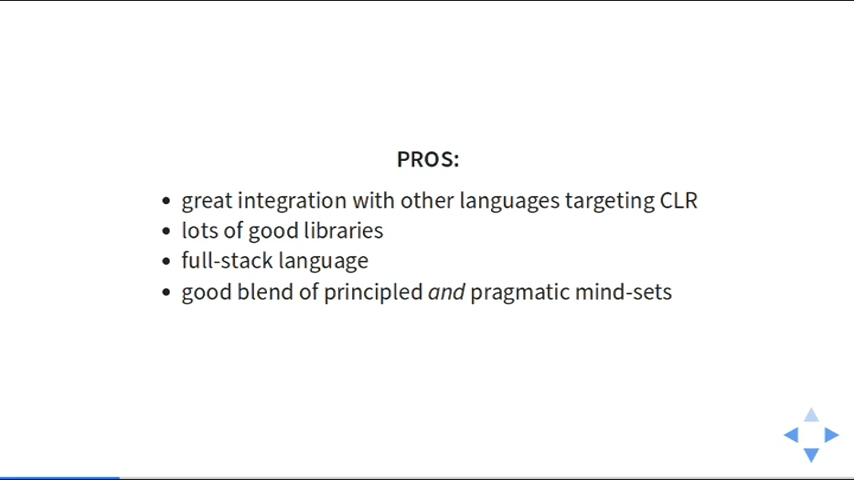 PROS:
• great integration with other languages targeting CLR
• lots of good libraries
• full-stack language
• good blend of principled and pragmatic mind-sets